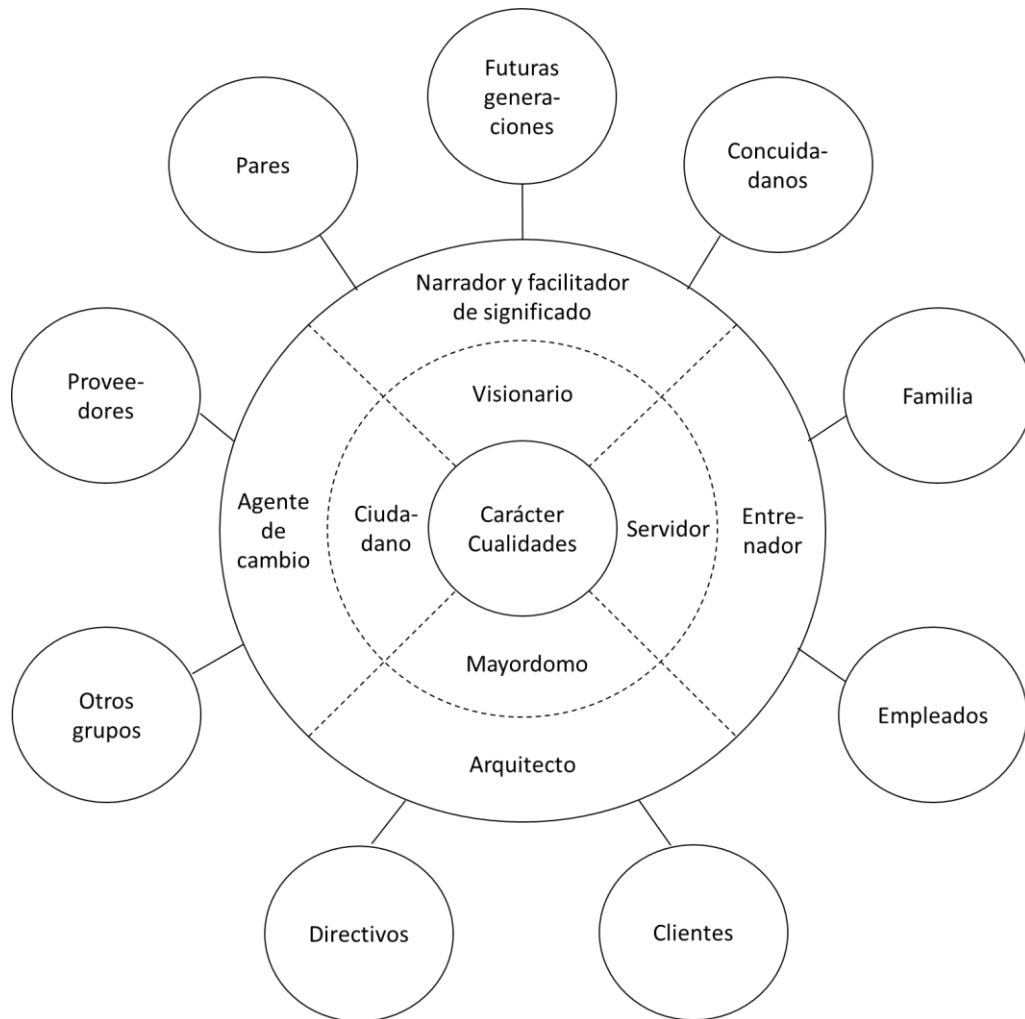 Futuras
genera-
ciones
Pares
Concuida-
danos
Narrador y facilitador
de significado
Provee-
dores
Visionario
Familia
Agente
de
cambio
Ciuda-
dano
Carácter
Cualidades
Servidor
Entre-
nador
Mayordomo
Otros
grupos
Empleados
Arquitecto
Directivos
Clientes